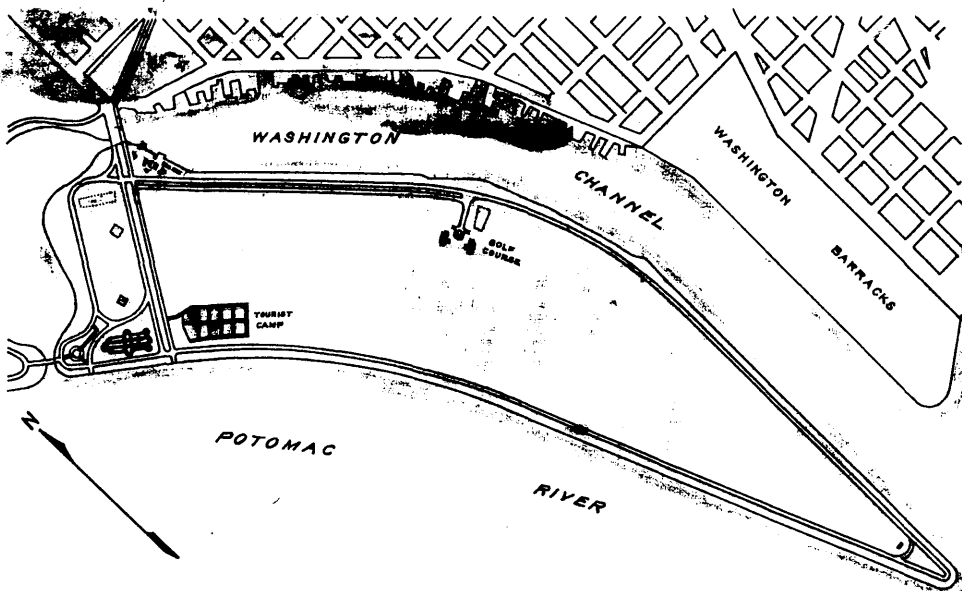 WASHINGTON
CHANNEL
WASHINGTON
BARRACKS
GOLF
COURSE
TOURIST
CAMP
N
POTOMAC
RIVER